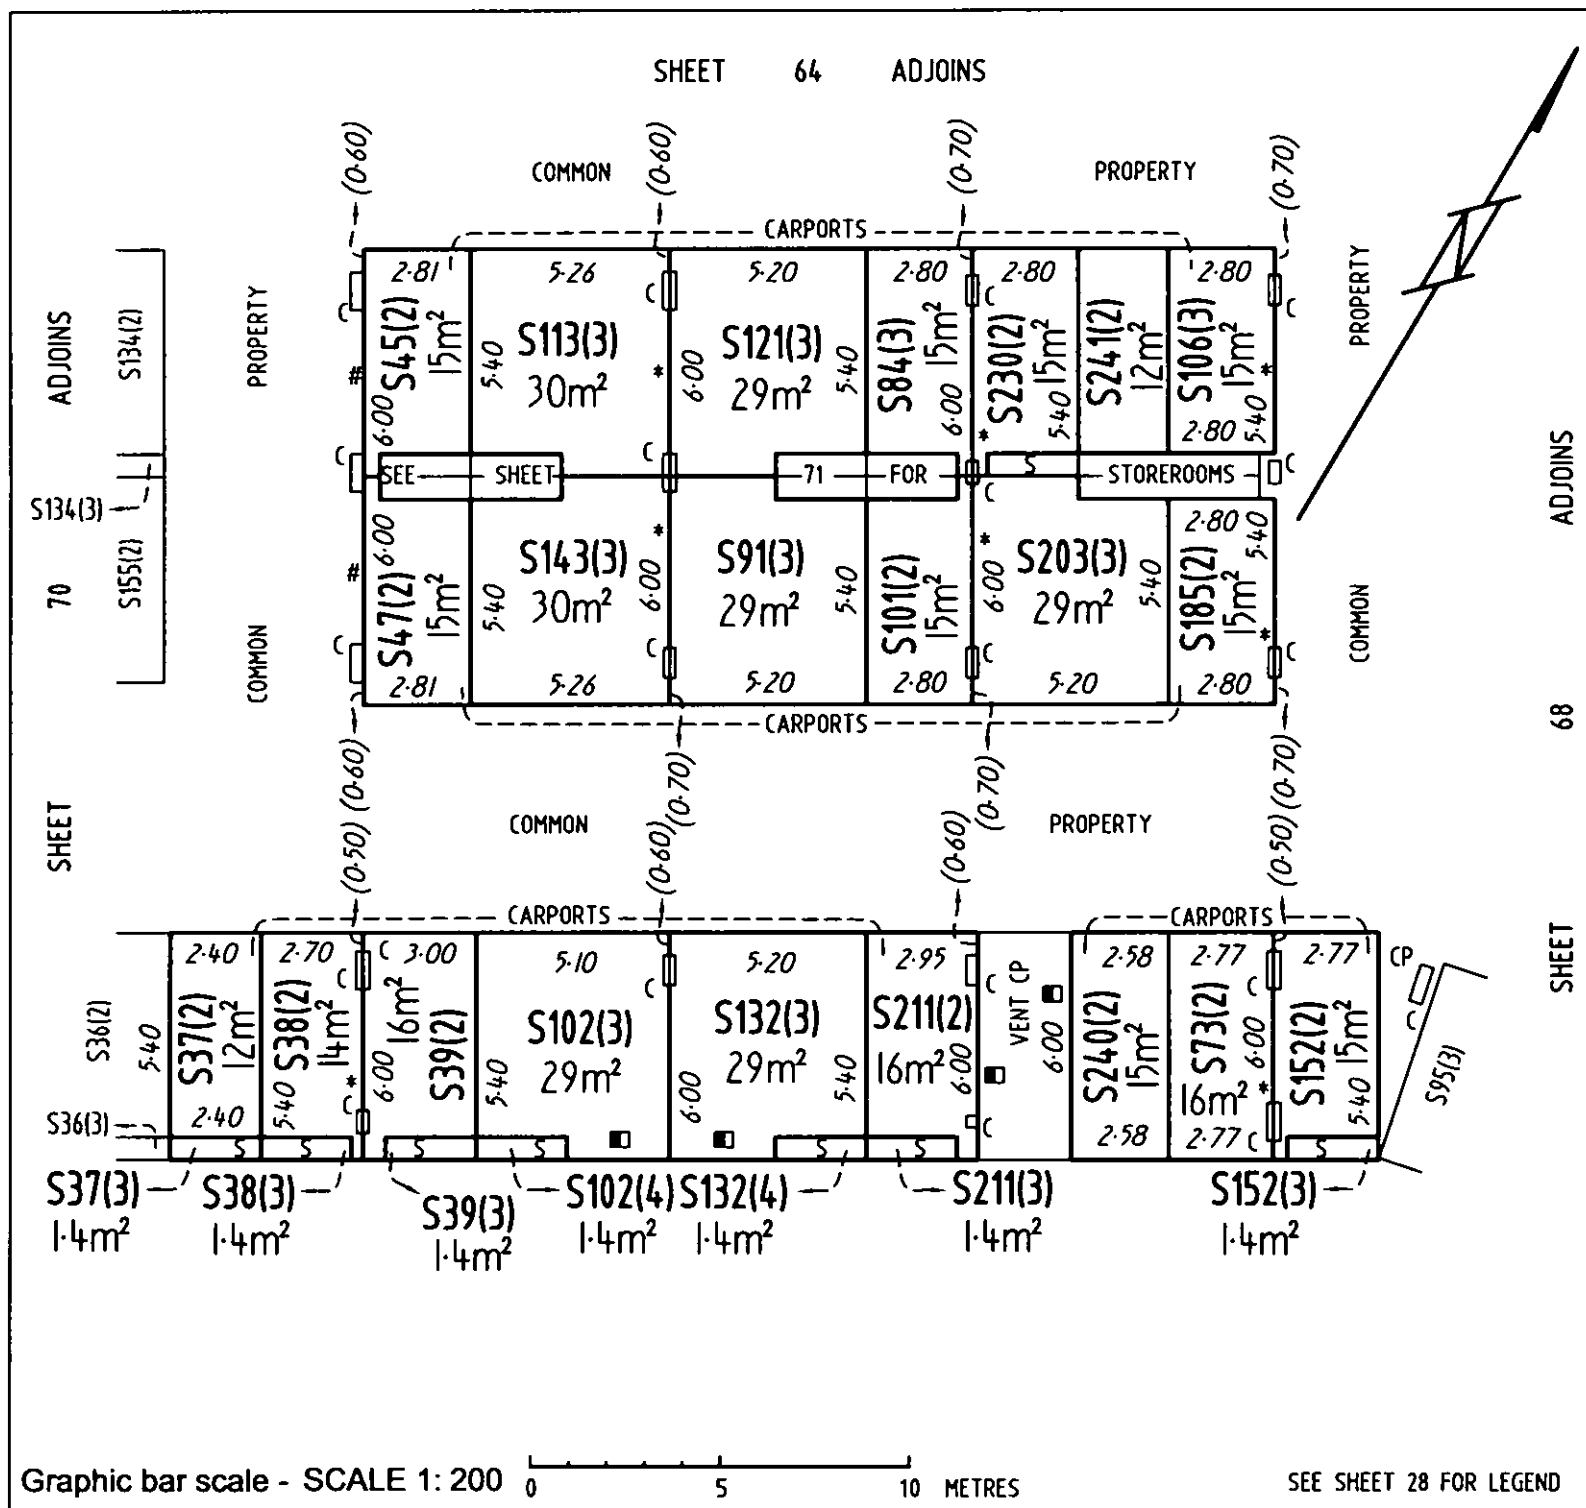 SHEET 64 ADJOINS
(0·60)
(0·60)
(0·70)
(0·70)
COMMON
PROPERTY
CARPORTS
ADJOINS
S134(2)
PROPERTY
2·81
5·26
5·20
2·80
2·80
2·80
PROPERTY
C
C
C
C
#
S45(2)
15m²
6·00
5·40
S113(3)
30m²
*
6·00
S121(3)
29m²
5·40
S84(3)
15m²
6·00
*
S230(2)
15m²
5·40
S241(2)
12m²
S106(3)
15m²
*
2·80
5·40
C
C
C
C
SEE SHEET 71 FOR S STOREROOMS
S134(3)
70
S155(2)
COMMON
#
S47(2)
15m²
6·00
2·81
5·40
S143(3)
30m²
5·26
*
6·00
S91(3)
29m²
5·20
5·40
S101(2)
15m²
2·80
*
6·00
S203(3)
29m²
5·20
5·40
2·80
S185(2)
15m²
2·80
5·40
*
C
C
C
C
COMMON
ADJOINS
68
SHEET
CARPORTS
SHEET
(0·50) (0·60)
(0·60) (0·70)
(0·60) (0·70)
(0·50) (0·70)
COMMON
PROPERTY
CARPORTS
CARPORTS
S36(2)
5·40
S36(3)
2·40
S37(2)
12m²
2·40
S
2·70
S38(2)
14m²
5·40
S
C
*
C
C
3·00
16m²
S39(2)
6·00
S
5·10
S102(3)
29m²
5·40
S
C
5·20
S132(3)
29m²
6·00
5·40
S
2·95
S211(2)
16m²
6·00
S
C
C
VENT CP
6·00
2·58
S240(2)
15m²
2·58
2·77
S73(2)
16m²
2·77
6·00
C
*
C
2·77
S152(2)
15m²
5·40
S
CP
C
S95(3)
S37(3)
1·4m²
S38(3)
1·4m²
S39(3)
1·4m²
S102(4)
1·4m²
S132(4)
1·4m²
S211(3)
1·4m²
S152(3)
1·4m²
Graphic bar scale - SCALE 1: 200
0 5 10 METRES
SEE SHEET 28 FOR LEGEND